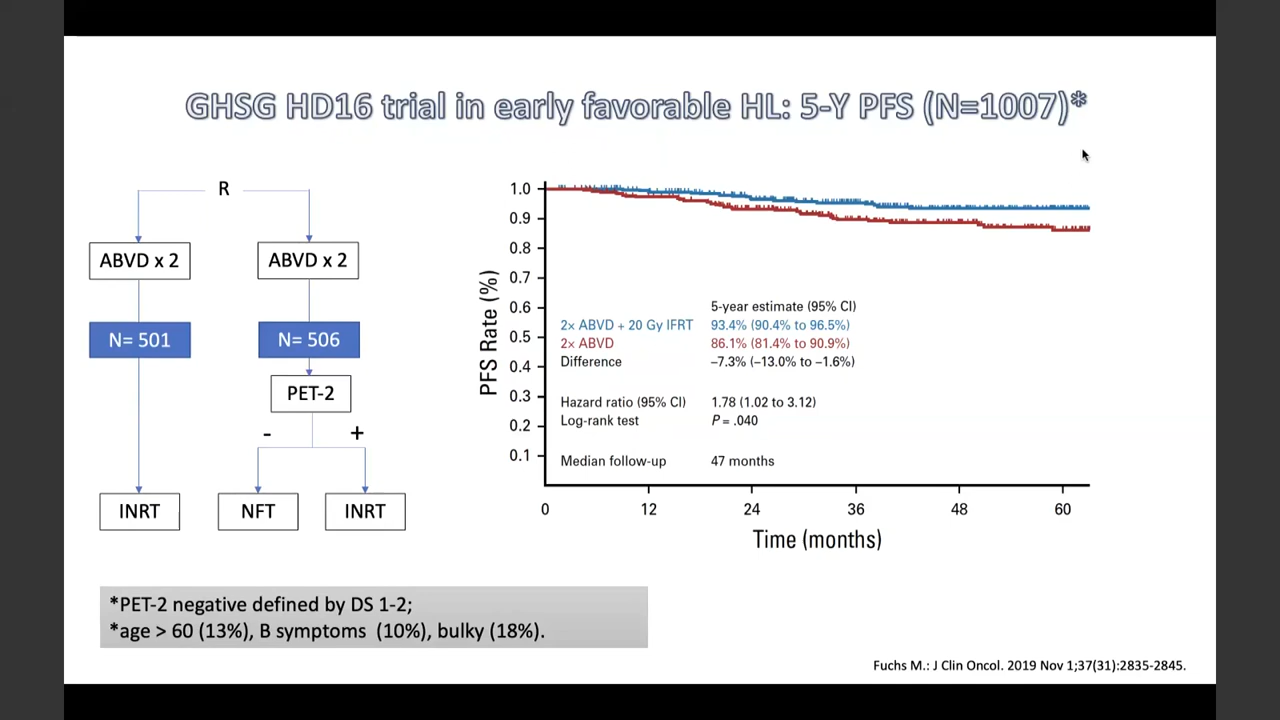 GHSG HD16 trial in early favorable HL: 5-Y PFS (N=1007)*
R
ABVD x 2
ABVD x 2
N= 501
N= 506
PET-2
-
+
INRT
NFT
INRT
PFS Rate (%)
1.0
0.9
0.8
0.7
0.6
0.5
0.4
0.3
0.2
0.1
5-year estimate (95% CI)
2× ABVD + 20 Gy IFRT 93.4% (90.4% to 96.5%)
2× ABVD 86.1% (81.4% to 90.9%)
Difference –7.3% (–13.0% to –1.6%)
Hazard ratio (95% CI) 1.78 (1.02 to 3.12)
Log-rank test P = .040
Median follow-up 47 months
0 12 24 36 48 60
Time (months)
*PET-2 negative defined by DS 1-2;
*age > 60 (13%), B symptoms (10%), bulky (18%).
Fuchs M.: J Clin Oncol. 2019 Nov 1;37(31):2835-2845.